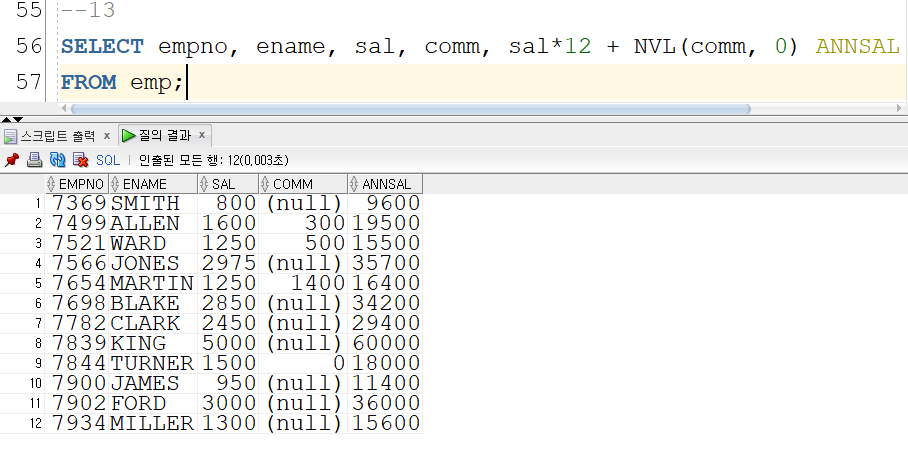 55 --13
56 SELECT empno, ename, sal, comm, sal*12 + NVL(comm, 0) ANNSAL
57 FROM emp;
스크립트 출력 × 질의 결과 ×
SQL | 인출된 모든 행: 12(0,003초)
EMPNO ENAME SAL COMM ANNSAL
1 7369 SMITH 800 (null) 9600
2 7499 ALLEN 1600 300 19500
3 7521 WARD 1250 500 15500
4 7566 JONES 2975 (null) 35700
5 7654 MARTIN 1250 1400 16400
6 7698 BLAKE 2850 (null) 34200
7 7782 CLARK 2450 (null) 29400
8 7839 KING 5000 (null) 60000
9 7844 TURNER 1500 0 18000
10 7900 JAMES 950 (null) 11400
11 7902 FORD 3000 (null) 36000
12 7934 MILLER 1300 (null) 15600